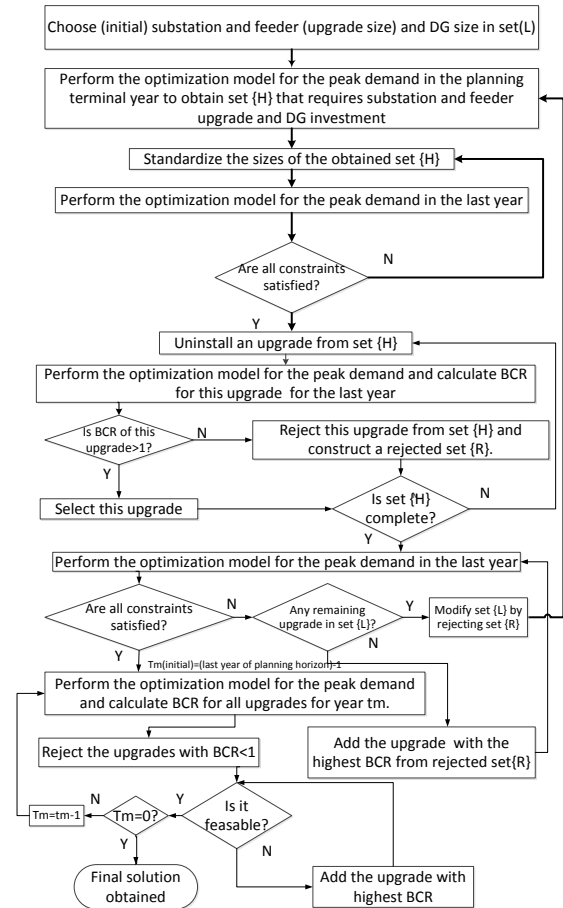 Choose (initial) substation and feeder (upgrade size) and DG size in set(L)
Perform the optimization model for the peak demand in the planning
terminal year to obtain set {H} that requires substation and feeder
upgrade and DG investment
Standardize the sizes of the obtained set {H}
Perform the optimization model for the peak demand in the last year
Are all constraints
satisfied?
N
Y
Uninstall an upgrade from set {H}
Perform the optimization model for the peak demand and calculate BCR
for this upgrade for the last year
Is BCR of this
upgrade>1?
N
Reject this upgrade from set {H} and
construct a rejected set {R}.
Y
Select this upgrade
Is set {H}
complete?
N
Y
Perform the optimization model for the peak demand in the last year
Are all constraints
satisfied?
N
Any remaining
upgrade in set {L}?
Y
Modify set {L} by
rejecting set {R}
Y
N
Tm(initial)=(last year of planning horizon)-1
Perform the optimization model for the peak demand
and calculate BCR for all upgrades for year tm.
Add the upgrade with the
highest BCR from rejected set{R}
Reject the upgrades with BCR<1
Is it
feasable?
Y
Tm=0?
N
Tm=tm-1
Y
N
Final solution
obtained
Add the upgrade with
highest BCR